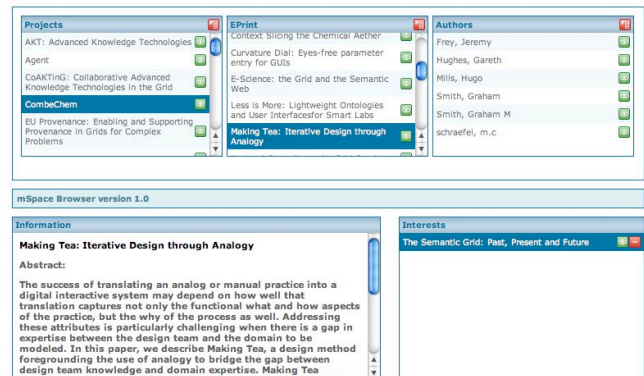 Projects
AKT: Advanced Knowledge Technologies
Agent
CoAKTinG: Collaborative Advanced
Knowledge Technologies in the Grid
CombeChem
EU Provenance: Enabling and Supporting
Provenance in Grids for Complex
Problems
EPrint
Context Slicing the Chemical Aether
Curvature Dial: Eyes-free parameter
entry for GUIs
E-Science: the Grid and the Semantic
Web
Less is More: Lightweight Ontologies
and User Interfacesfor Smart Labs
Making Tea: Iterative Design through
Analogy
Authors
Frey, Jeremy
Hughes, Gareth
Mills, Hugo
Smith, Graham
Smith, Graham M
schraefel, m.c
mSpace Browser version 1.0
Information
Making Tea: Iterative Design through Analogy
Abstract:
The success of translating an analog or manual practice into a
digital interactive system may depend on how well that
translation captures not only the functional what and how aspects
of the practice, but the why of the process as well. Addressing
these attributes is particularly challenging when there is a gap in
expertise between the design team and the domain to be
modeled. In this paper, we describe Making Tea, a design method
foregrounding the use of analogy to bridge the gap between
design team knowledge and domain expertise. Making Tea
Interests
The Semantic Grid: Past, Present and Future